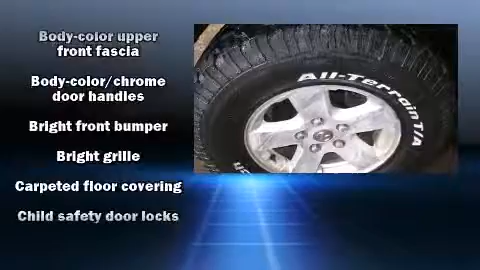 Body-color upper
front fascia
Body-color/chrome
door handles
Bright front bumper
Bright grille
Carpeted floor covering
Child safety door locks
All-Terrain T/A